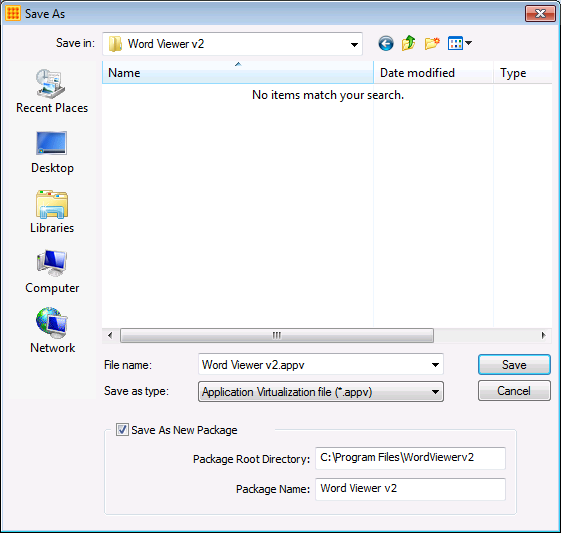 Save As
Save in: Word Viewer v2
Name Date modified Type
No items match your search.
Recent Places
Desktop
Libraries
Computer
Network
File name: Word Viewer v2.appv Save
Save as type: Application Virtualization file (*.appv) Cancel
Save As New Package
Package Root Directory: C:\Program Files\WordViewerv2
Package Name: Word Viewer v2